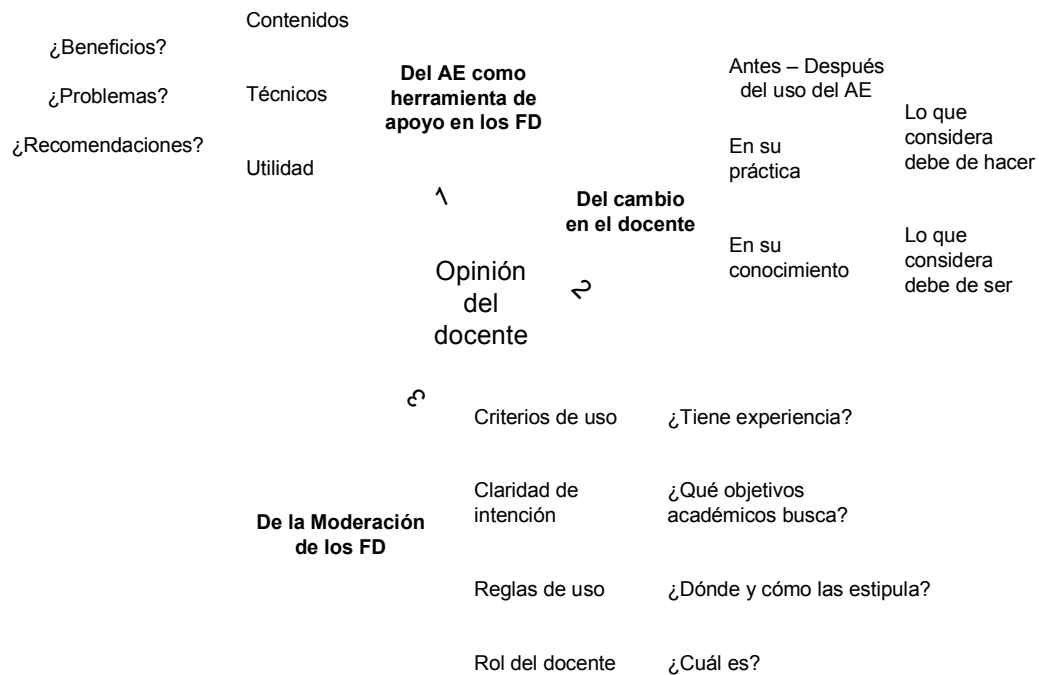 Contenidos
¿Beneficios?
Técnicos
¿Problemas?
Utilidad
¿Recomendaciones?
Del AE como
herramienta de
apoyo en los FD
1
Opinión
del
docente
2
Del cambio
en el docente
Antes – Después
del uso del AE
En su
práctica
Lo que
considera
debe de hacer
En su
conocimiento
Lo que
considera
debe de ser
3
De la Moderación
de los FD
Criterios de uso
¿Tiene experiencia?
Claridad de
intención
¿Qué objetivos
académicos busca?
Reglas de uso
¿Dónde y cómo las estipula?
Rol del docente
¿Cuál es?